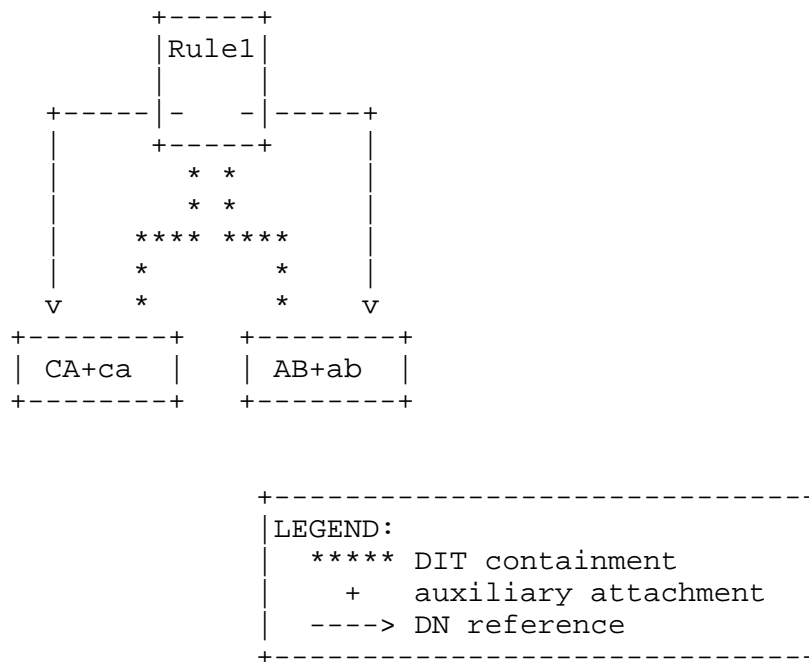 Rule1
CA+ca
AB+ab
LEGEND:
***** DIT containment
+ auxiliary attachment
----> DN reference